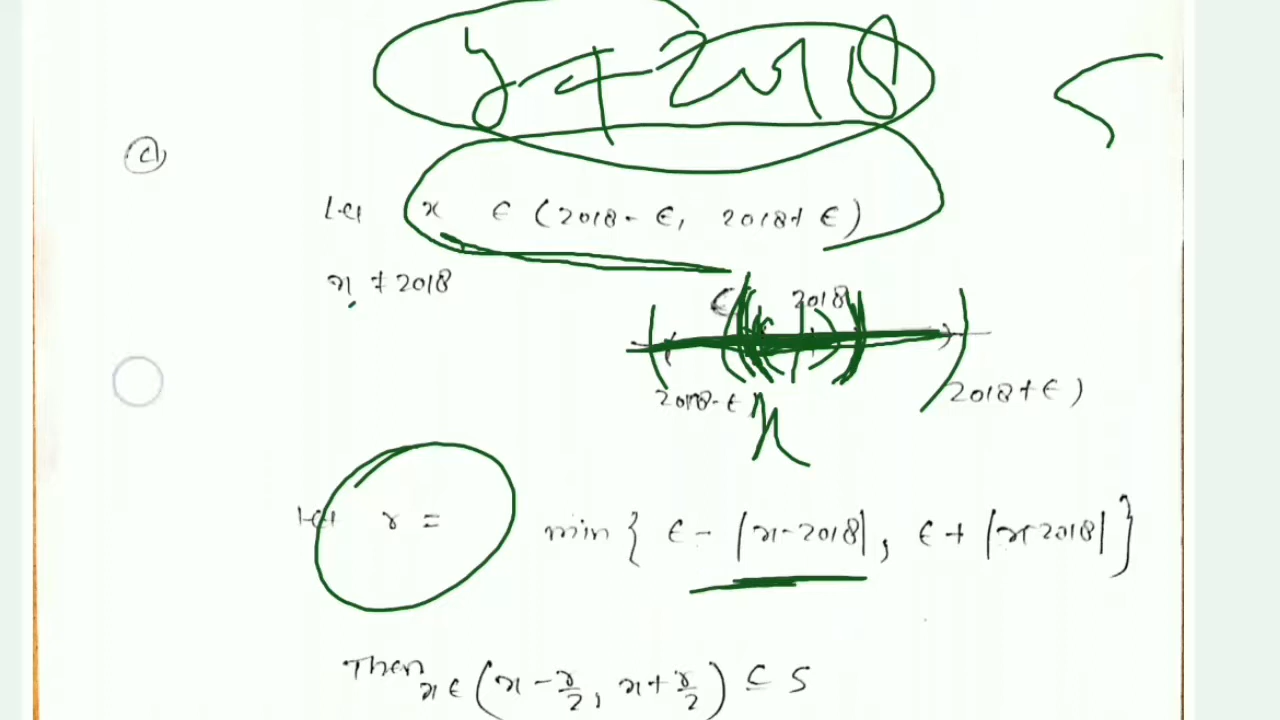 y ≠ 2018
(d)
Let x ∈ (2018 - ϵ, 2018 + ϵ)
x ≠ 2018
2018
2018 - ϵ
2018 + ϵ )
x
Let r = min { ϵ - |x - 2018|, ϵ + |x - 2018| }
Then x ∈ (x - r/2, x + r/2) ⊆ S